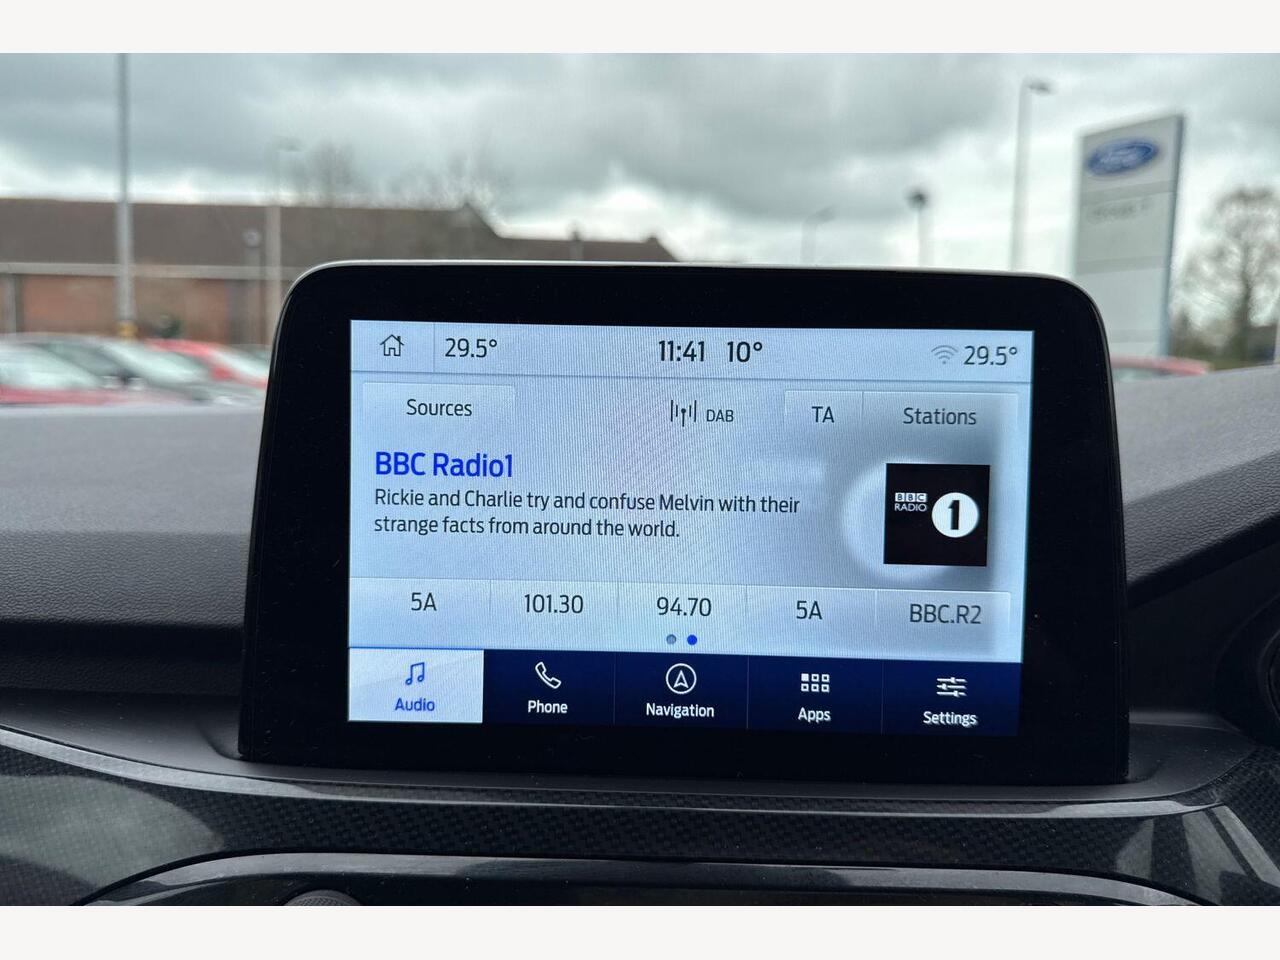 Ford
29.5°
11:41 10°
29.5°
Sources
DAB
TA
Stations
BBC Radio1
Rickie and Charlie try and confuse Melvin with their
strange facts from around the world.
BBC
RADIO
1
5A
101.30
94.70
5A
BBC.R2
Audio
Phone
Navigation
Apps
Settings